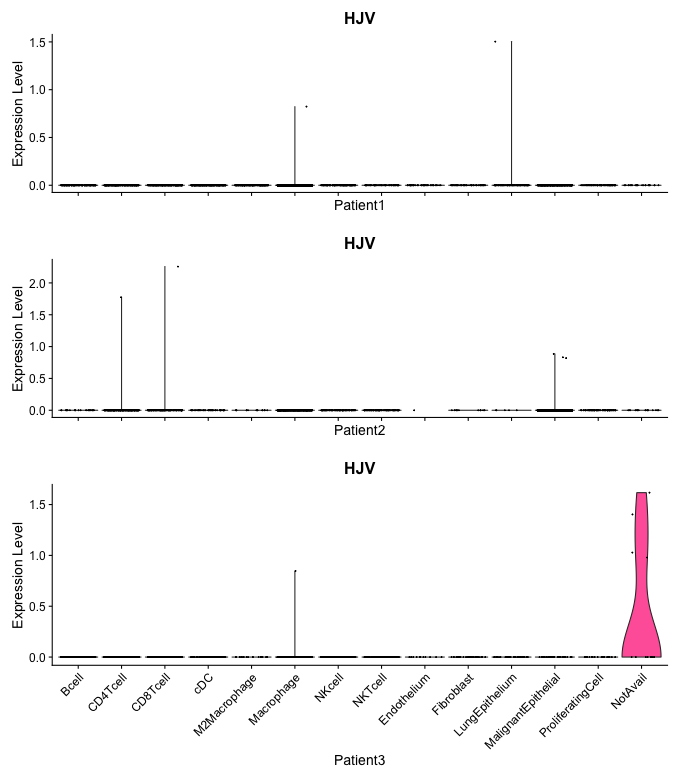 HJV
Expression Level
1.5
1.0
0.5
0.0
Patient1
HJV
Expression Level
2.0
1.5
1.0
0.5
0.0
Patient2
HJV
Expression Level
1.5
1.0
0.5
0.0
Bcell
CD4Tcell
CD8Tcell
cDC
M2Macrophage
Macrophage
NKcell
NKTcell
Endothelium
Fibroblast
LungEpithelium
MalignantEpithelial
ProliferatingCell
NotAvail
Patient3